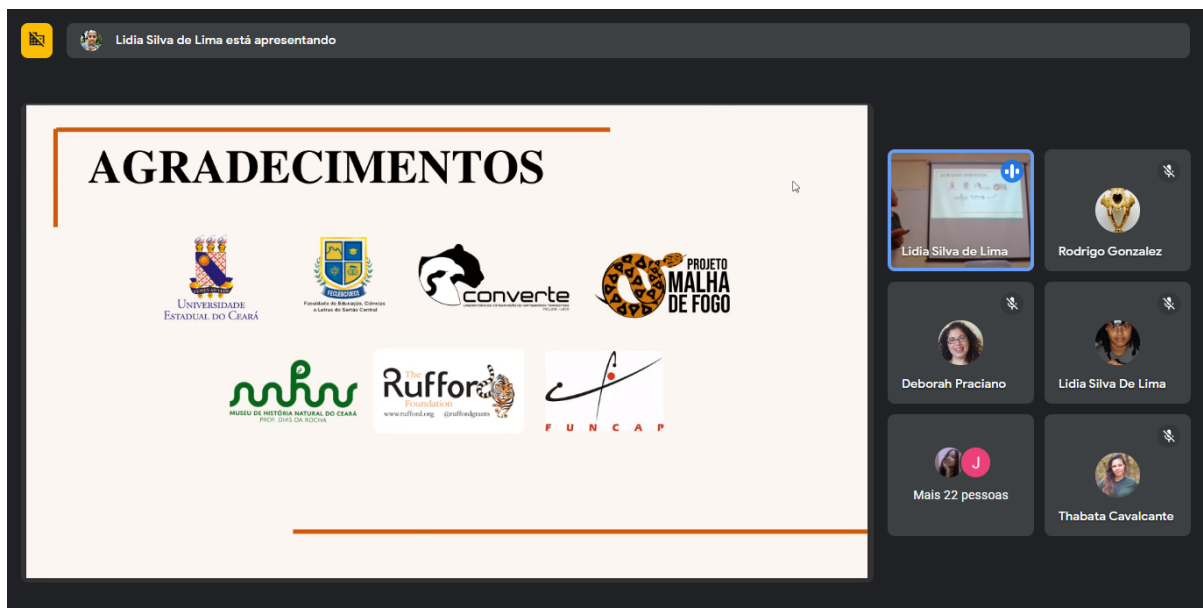 Lidia Silva de Lima está apresentando
AGRADECIMENTOS
UNIVERSIDADE
ESTADUAL DO CEARÁ
FECLESC/UECE
Faculdade de Educação, Ciências
e Letras do Sertão Central
converte
PROJETO
MALHA
DE FOGO
MUSEU DE HISTÓRIA NATURAL DO CEARÁ
PROF. DIAS DA ROCHA
The
Rufford
Foundation
www.rufford.org @ruffordgrants
FUNCAP
Lidia Silva de Lima
Rodrigo Gonzalez
Deborah Praciano
Lidia Silva De Lima
J
Mais 22 pessoas
Thabata Cavalcante